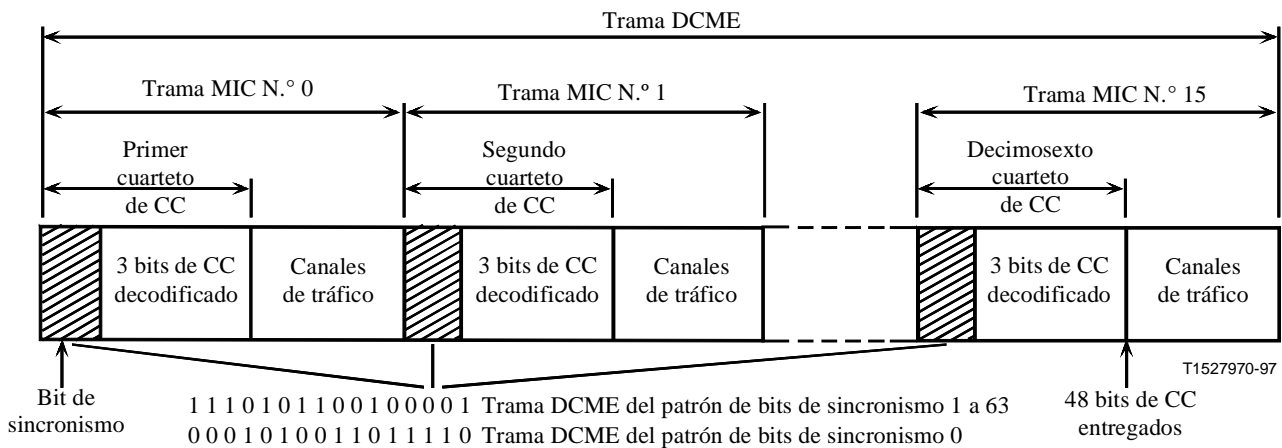 Trama DCME
Trama MIC N.° 0
Trama MIC N.º 1
Trama MIC N.° 15
Primer
cuarteto
de CC
Segundo
cuarteto
de CC
Decimosexto
cuarteto
de CC
3 bits de CC
decodificado
Canales
de tráfico
3 bits de CC
decodificado
Canales
de tráfico
3 bits de CC
decodificado
Canales
de tráfico
T1527970-97
Bit de
sincronismo
1 1 1 0 1 0 1 1 0 0 1 0 0 0 0 1 Trama DCME del patrón de bits de sincronismo 1 a 63
0 0 0 1 0 1 0 0 1 1 0 1 1 1 1 0 Trama DCME del patrón de bits de sincronismo 0
48 bits de CC
entregados